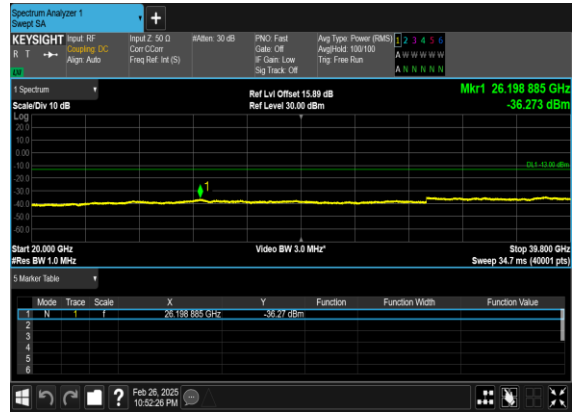 Spectrum Analyzer 1
Swept SA
KEYSIGHT Input: RF Input Z: 50 Ω #Atten: 30 dB PNO: Fast Avg Type: Power (RMS) 1 2 3 4 5 6
R T Coupling: DC Corr CCorr Gate: Off Avg|Hold: 100/100 A W W W W W
Align: Auto Freq Ref: Int (S) IF Gain: Low Trig: Free Run
Sig Track: Off A N N N N N
1 Spectrum Ref Lvl Offset 15.89 dB Mkr1 26.198 885 GHz
Scale/Div 10 dB Ref Level 30.00 dBm -36.273 dBm
Log
20.0
10.0
0.00
-10.0 DL1 -13.00 dBm
-20.0
-30.0 1
-40.0
-50.0
-60.0
Start 20.000 GHz Video BW 3.0 MHz* Stop 39.800 GHz
#Res BW 1.0 MHz Sweep 34.7 ms (40001 pts)
5 Marker Table
Mode Trace Scale X Y Function Function Width Function Value
1 N 1 f 26.198 885 GHz -36.27 dBm
2
3
4
5
6
? Feb 26, 2025
10:52:26 PM